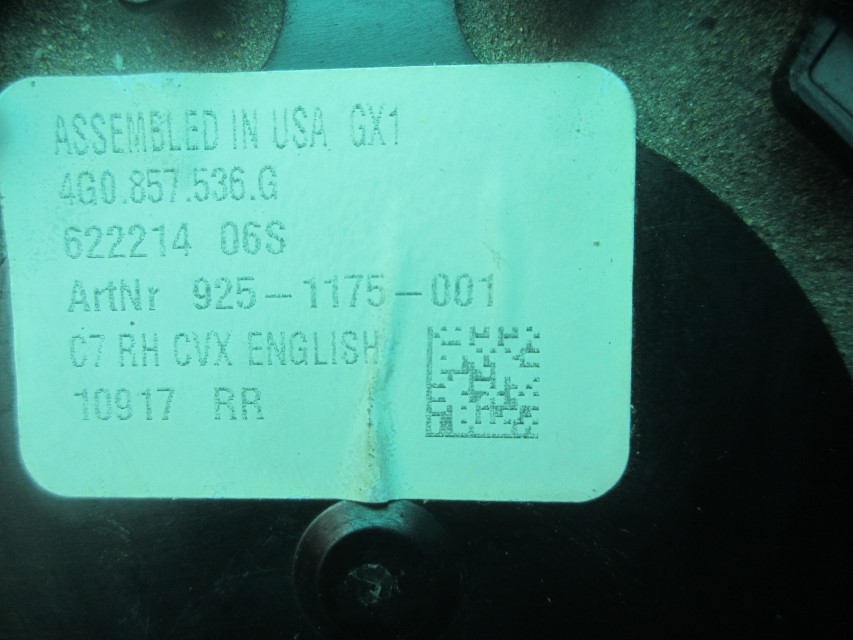 ASSEMBLED IN USA GX1
4G0.857.536.G
622214 06S
ArtNr 925-1175-001
C7 RH CVX ENGLISH
10917 RR